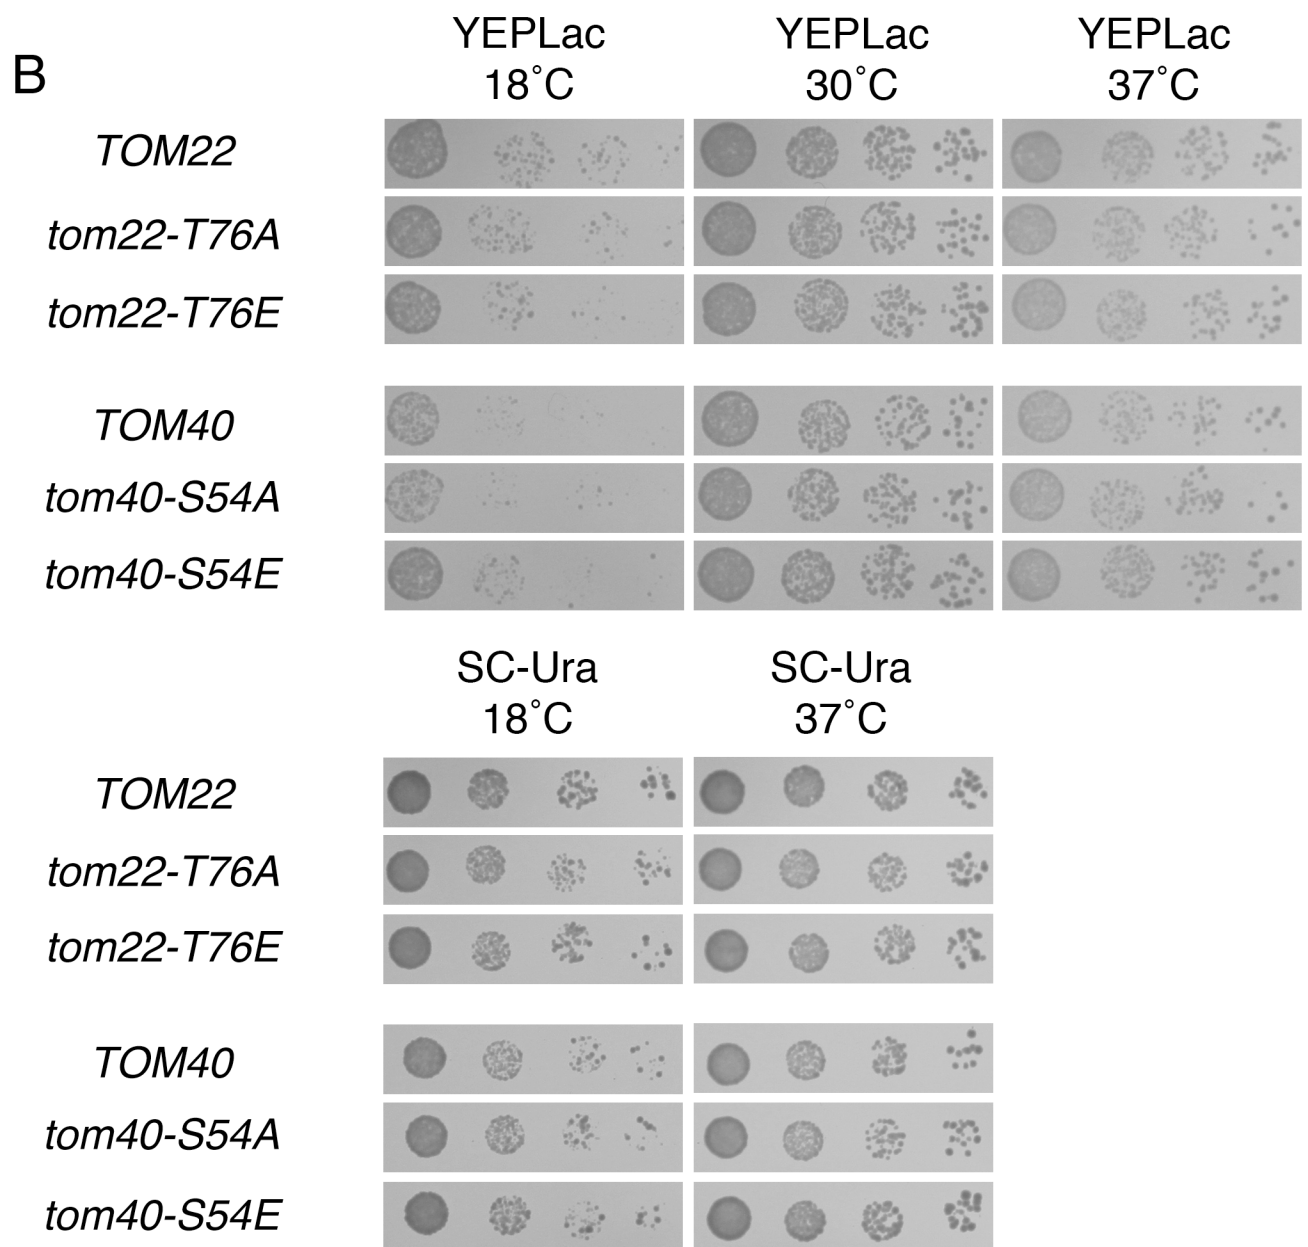 B
YEPLac YEPLac YEPLac
18˚C 30˚C 37˚C
TOM22
tom22-T76A
tom22-T76E
TOM40
tom40-S54A
tom40-S54E
SC-Ura SC-Ura
18˚C 37˚C
TOM22
tom22-T76A
tom22-T76E
TOM40
tom40-S54A
tom40-S54E